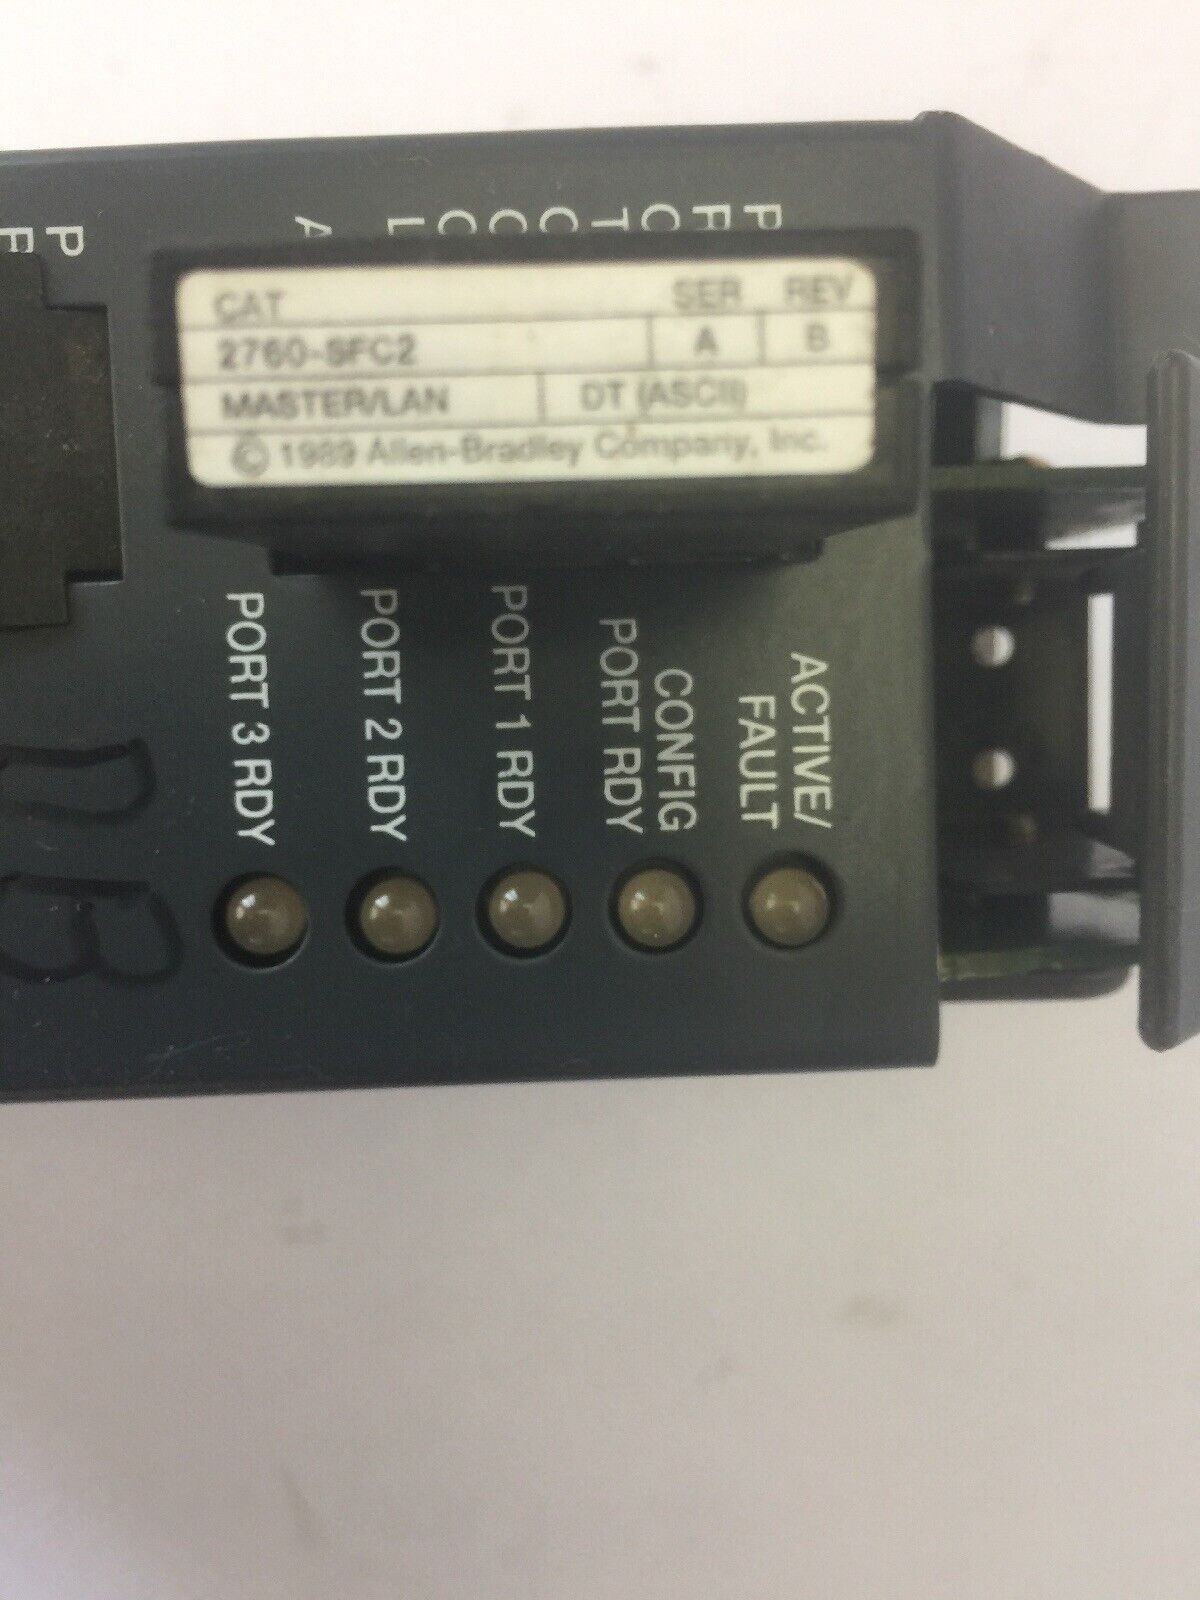 CAT SER REV
2760-SFC2 A B
MASTER/LAN DT (ASCII)
© 1989 Allen-Bradley Company, Inc.
ACTIVE/
FAULT
CONFIG
PORT RDY
PORT 1 RDY
PORT 2 RDY
PORT 3 RDY